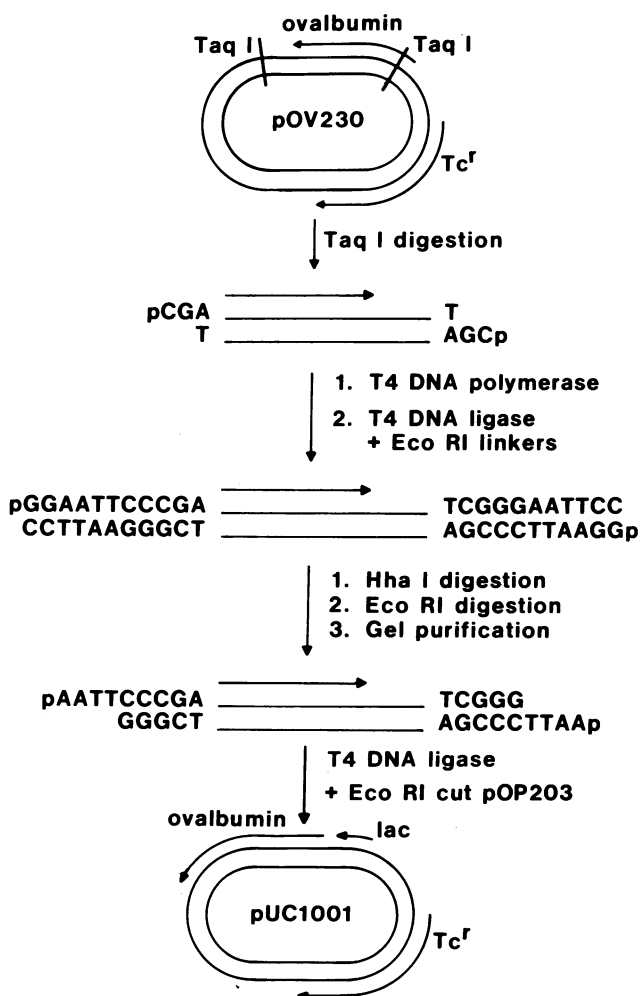 ovalbumin
Taq I Taq I
pOV230
Tcʳ
Taq I digestion
pCGA T
T AGCp
1. T4 DNA polymerase
2. T4 DNA ligase
+ Eco RI linkers
pGGAATTCCCGA TCGGGAATTCC
CCTTAAGGGCT AGCCCTTAAGGp
1. Hha I digestion
2. Eco RI digestion
3. Gel purification
pAATTCCCGA TCGGG
GGGCT AGCCCTTAAp
T4 DNA ligase
+ Eco RI cut pOP203
ovalbumin lac
pUC1001
Tcʳ